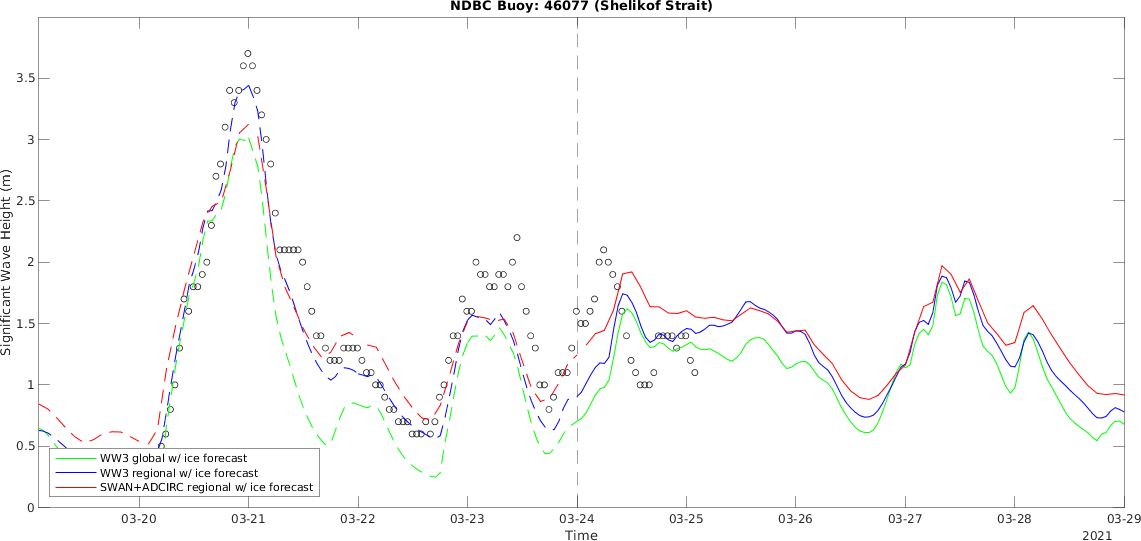 NDBC Buoy: 46077 (Shelikof Strait)
Significant Wave Height (m)
3.5
3
2.5
2
1.5
1
0.5
0
WW3 global w/ ice forecast
WW3 regional w/ ice forecast
SWAN+ADCIRC regional w/ ice forecast
03-20 03-21 03-22 03-23 03-24 03-25 03-26 03-27 03-28 03-29
Time 2021